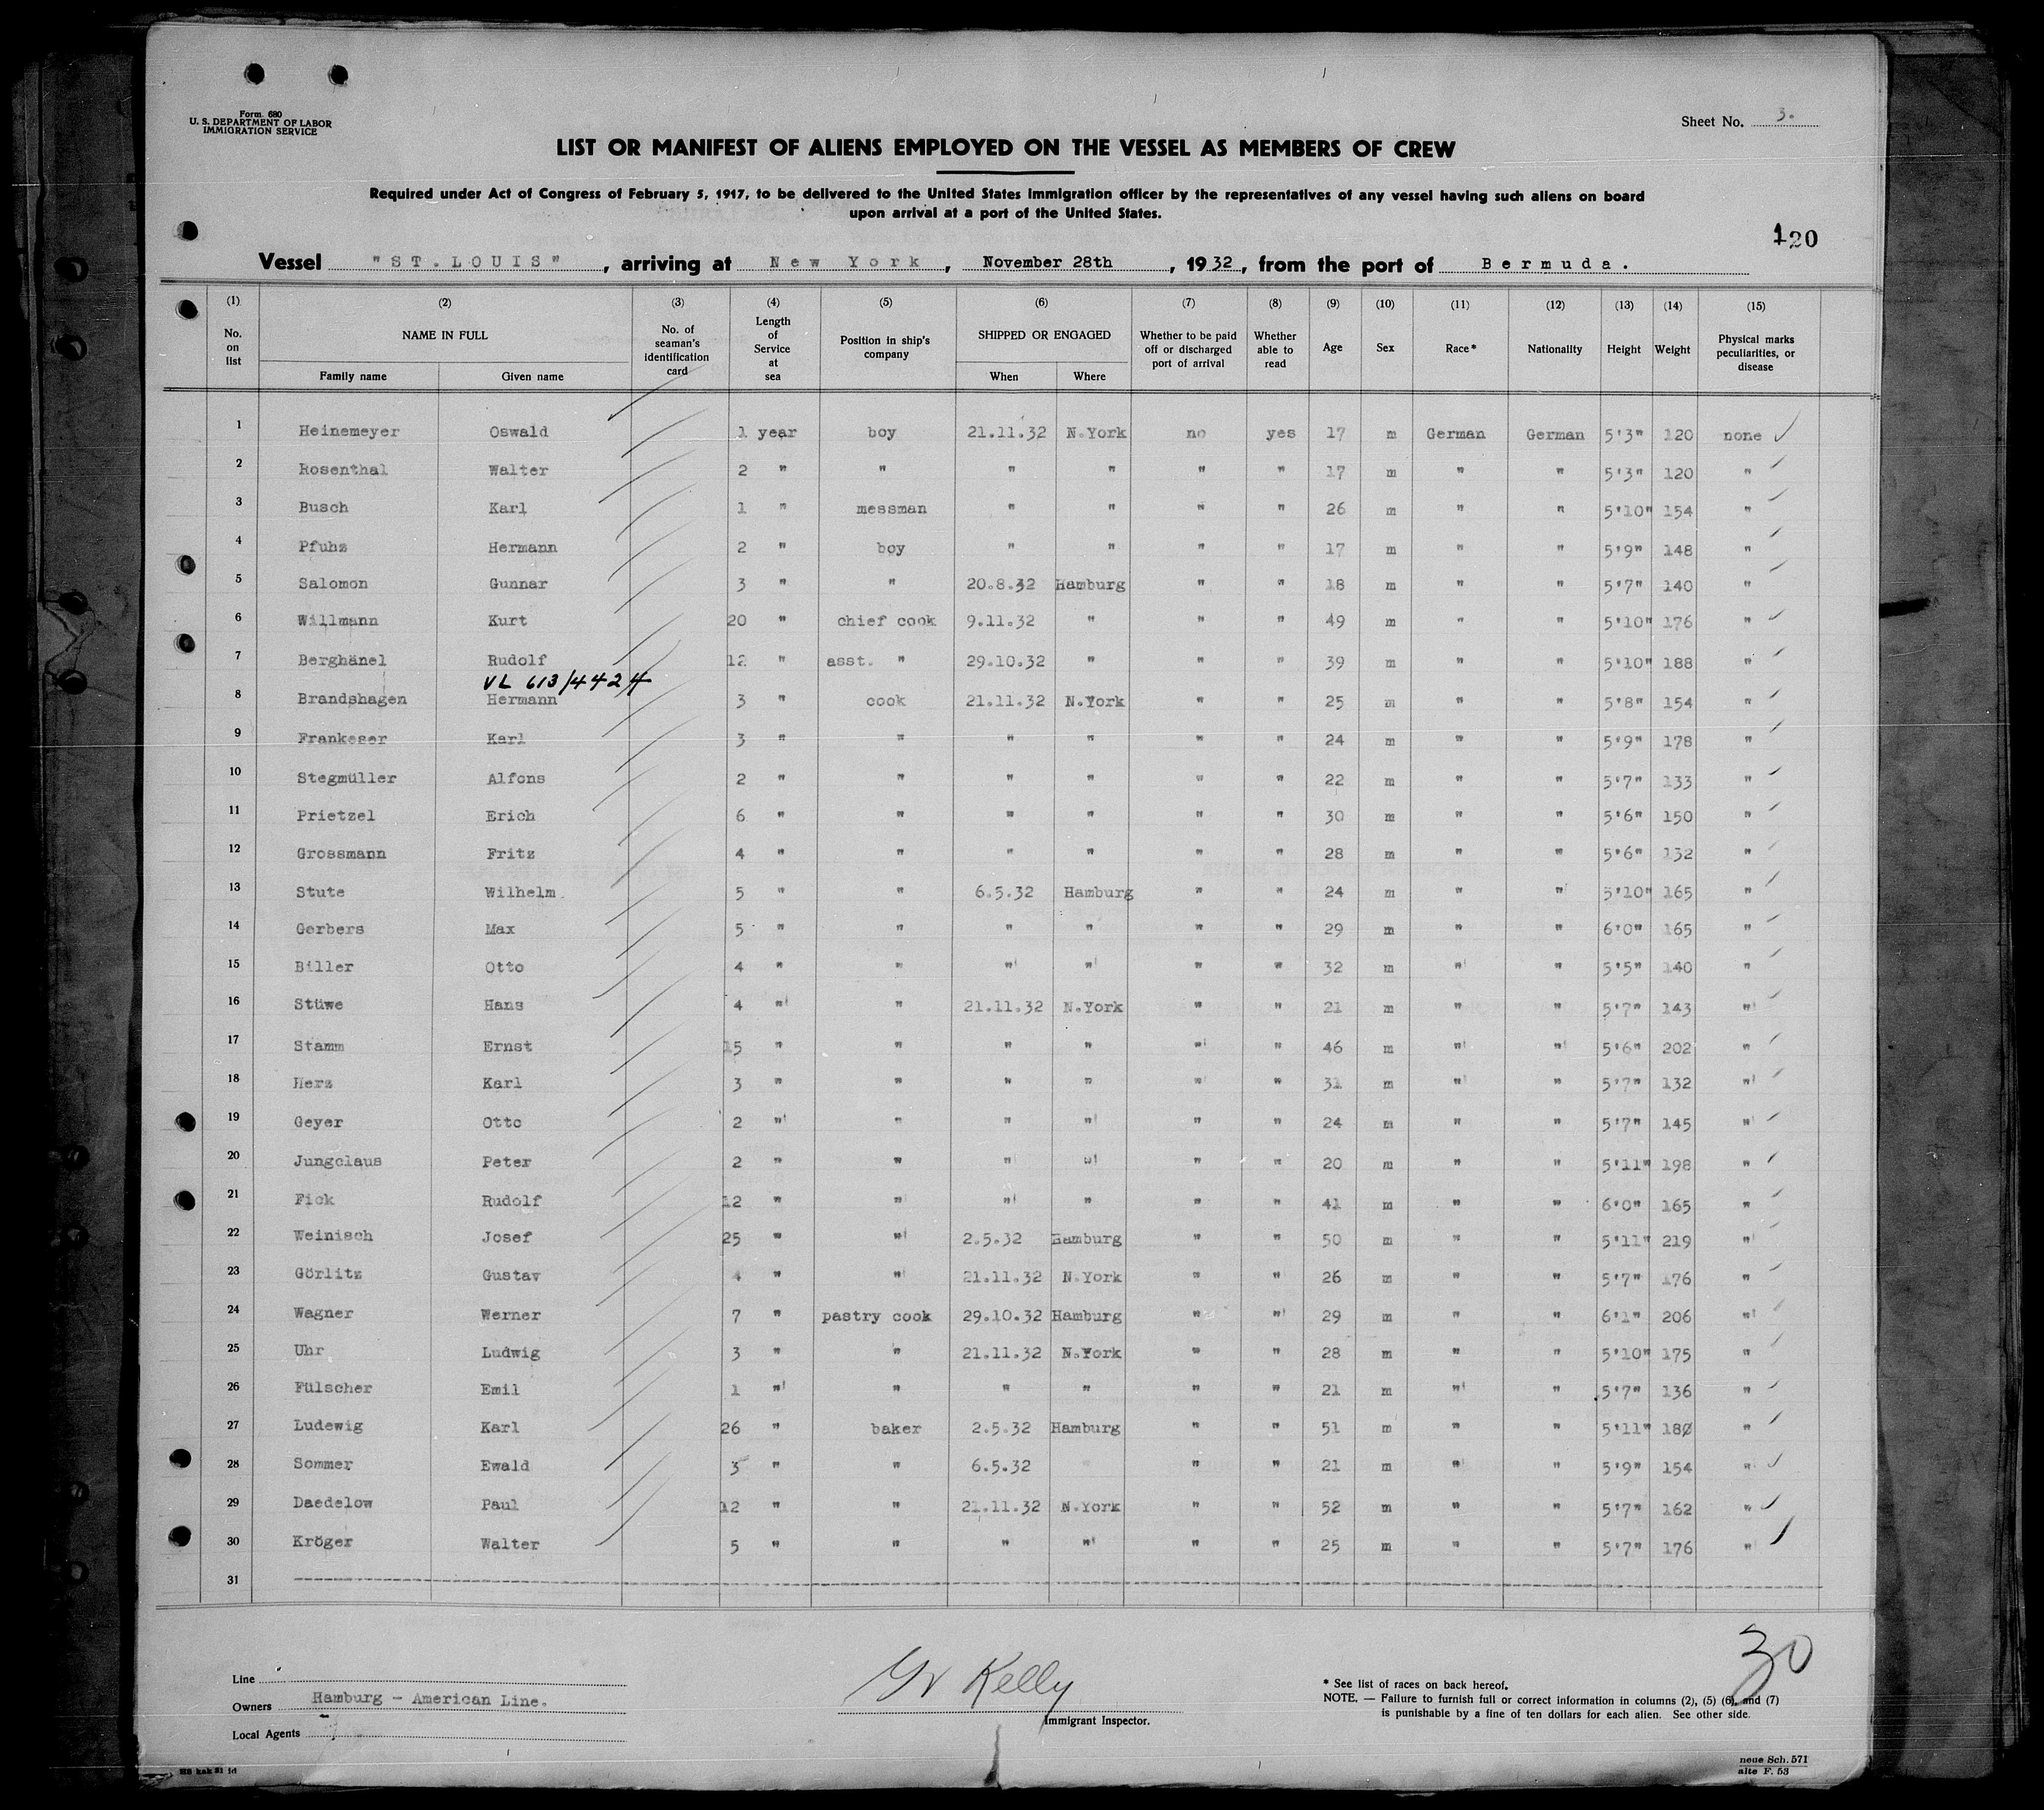 Form. 680
U. S. DEPARTMENT OF LABOR
IMMIGRATION SERVICE
Sheet No. 3.
LIST OR MANIFEST OF ALIENS EMPLOYED ON THE VESSEL AS MEMBERS OF CREW
Required under Act of Congress of February 5, 1917, to be delivered to the United States Immigration officer by the representatives of any vessel having such aliens on board
upon arrival at a port of the United States.
120
Vessel "ST.LOUIS", arriving at New York, November 28th, 1932, from the port of Bermuda.
(1) (2) (3) (4) (5) (6) (7) (8) (9) (10) (11) (12) (13) (14) (15)
No. on list NAME IN FULL Family name Given name No. of seaman's identification card Length of Service at sea Position in ship's company SHIPPED OR ENGAGED When Where Whether to be paid off or discharged port of arrival Whether able to read Age Sex Race* Nationality Height Weight Physical marks peculiarities, or disease
1 Heinemeyer Oswald 1 year boy 21.11.32 N.York no yes 17 m German German 5'3" 120 none
2 Rosenthal Walter 2 " " " " " " 17 m " " 5'3" 120 "
3 Busch Karl 1 " messman " " " " 26 m " " 5'10" 154 "
4 Pfuhz Hermann 2 " boy " " " " 17 m " " 5'9" 148 "
5 Salomon Gunnar 3 " " 20.8.32 Hamburg " " 18 m " " 5'7" 140 "
6 Willmann Kurt 20 " chief cook 9.11.32 " " " 49 m " " 5'10" 176 "
7 Berghänel Rudolf 12 " asst. " 29.10.32 " " " 39 m " " 5'10" 188 "
VL 613/4424
8 Brandshagen Hermann 3 " cook 21.11.32 N.York " " 25 m " " 5'8" 154 "
9 Frankeser Karl 3 " " " " " " 24 m " " 5'9" 178 "
10 Stegmüller Alfons 2 " " " " " " 22 m " " 5'7" 133 "
11 Prietzel Erich 6 " " " " " " 30 m " " 5'6" 150 "
12 Grossmann Fritz 4 " " " " " " 28 m " " 5'6" 132 "
13 Stute Wilhelm 5 " " 6.5.32 Hamburg " " 24 m " " 5'10" 165 "
14 Gerbers Max 5 " " " " " " 29 m " " 6'0" 165 "
15 Biller Otto 4 " " " " " " 32 m " " 5'5" 140 "
16 Stüwe Hans 4 " " 21.11.32 N.York " " 21 m " " 5'7" 143 "
17 Stamm Ernst 15 " " " " " " 46 m " " 5'6" 202 "
18 Herz Karl 3 " " " " " " 31 m " " 5'7" 132 "
19 Geyer Otto 2 " " " " " " 24 m " " 5'7" 145 "
20 Jungclaus Peter 2 " " " " " " 20 m " " 5'11" 198 "
21 Fick Rudolf 12 " " " " " " 41 m " " 6'0" 165 "
22 Weinisch Josef 25 " " 2.5.32 Hamburg " " 50 m " " 5'11" 219 "
23 Görlitz Gustav 4 " " 21.11.32 N.York " " 26 m " " 5'7" 176 "
24 Wagner Werner 7 " pastry cook 29.10.32 Hamburg " " 29 m " " 6'1" 206 "
25 Uhr Ludwig 3 " " 21.11.32 N.York " " 28 m " " 5'10" 175 "
26 Fülscher Emil 1 " " " " " " 21 m " " 5'7" 136 "
27 Ludewig Karl 26 " baker 2.5.32 Hamburg " " 51 m " " 5'11" 180 "
28 Sommer Ewald 3 " " 6.5.32 " " " 21 m " " 5'9" 154 "
29 Daedelow Paul 12 " " 21.11.32 N.York " " 52 m " " 5'7" 162 "
30 Kröger Walter 5 " " " " " " 25 m " " 5'7" 176 "
31
30
Line
Owners Hamburg - American Line.
Local Agents
Kelly
Immigrant Inspector.
* See list of races on back hereof.
NOTE. — Failure to furnish full or correct information in columns (2), (5) (6), and (7)
is punishable by a fine of ten dollars for each alien. See other side.
neue Sch. 571
alte F. 53